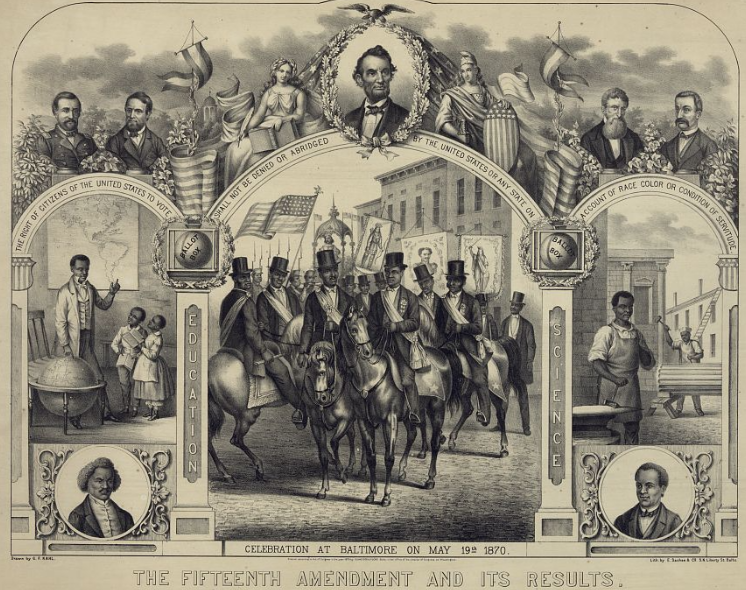 THE RIGHT OF CITIZENS OF THE UNITED STATES TO VOTE
SHALL NOT BE DENIED OR ABRIDGED
BY THE UNITED STATES OR ANY STATE ON
ACCOUNT OF RACE COLOR OR CONDITION OF SERVITUDE
BALLOT BOX
BALLOT BOX
EDUCATION
SCIENCE
CELEBRATION AT BALTIMORE ON MAY 19th 1870.
Drawn by
Lith. by E. Sachse & Co. 5 N. Liberty St. Balto.
THE FIFTEENTH AMENDMENT AND ITS RESULTS.